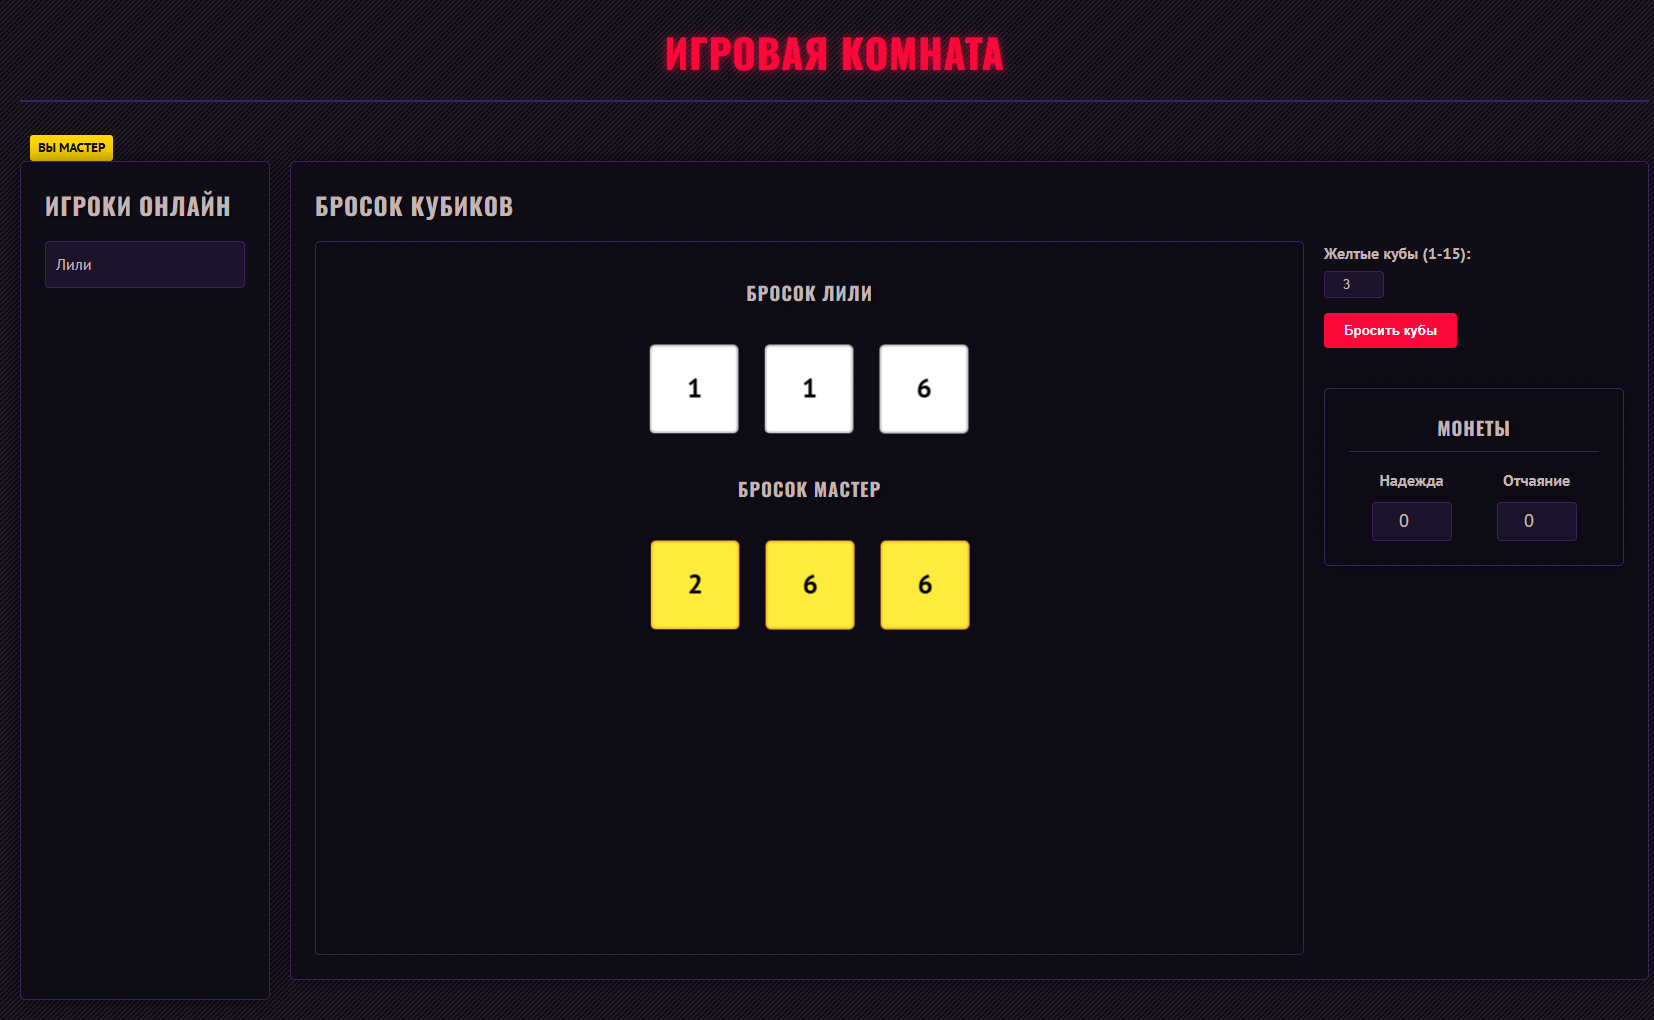 ИГРОВАЯ КОМНАТА
ВЫ МАСТЕР
ИГРОКИ ОНЛАЙН
Лили
БРОСОК КУБИКОВ
БРОСОК ЛИЛИ
1 1 6
БРОСОК МАСТЕР
2 6 6
Желтые кубы (1-15):
3
Бросить кубы
МОНЕТЫ
Надежда Отчаяние
0 0